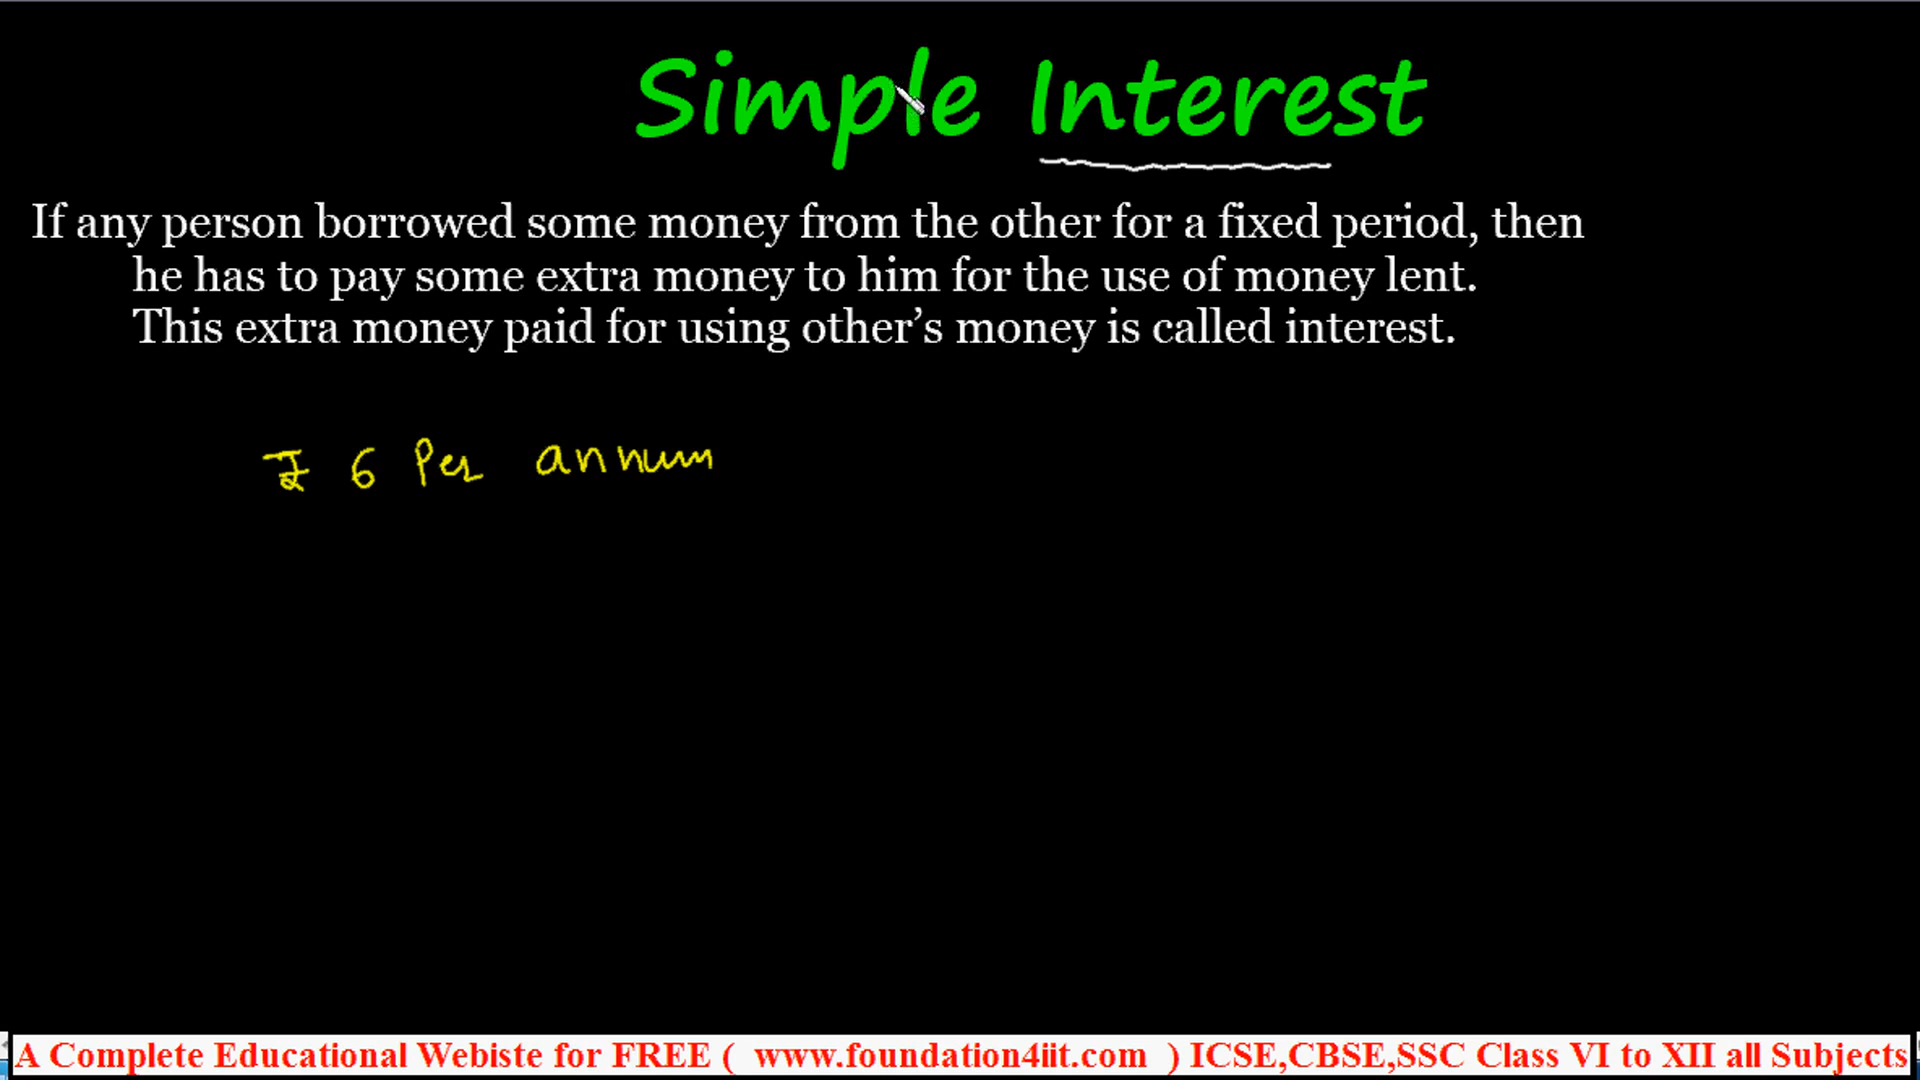 Simple Interest
If any person borrowed some money from the other for a fixed period, then
he has to pay some extra money to him for the use of money lent.
This extra money paid for using other’s money is called interest.
₹ 6 Per annum
A Complete Educational Webiste for FREE ( www.foundation4iit.com ) ICSE,CBSE,SSC Class VI to XII all Subjects